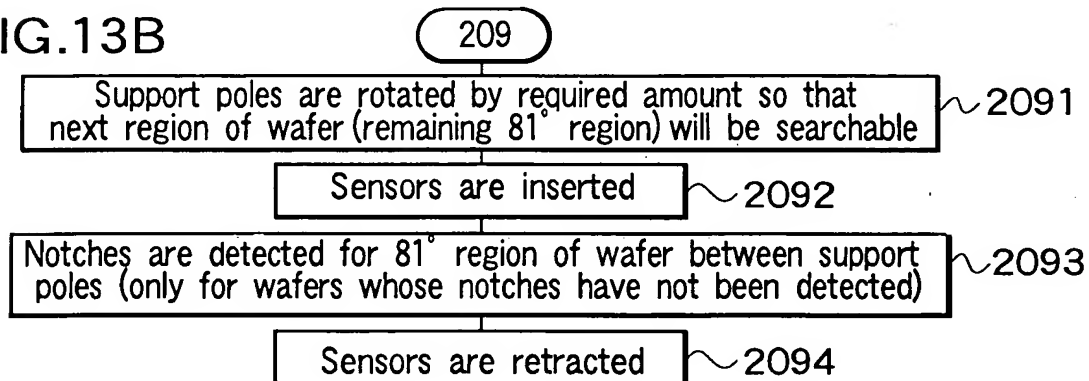 IG.13B
209
Support poles are rotated by required amount so that
next region of wafer (remaining 81° region) will be searchable
2091
Sensors are inserted
2092
Notches are detected for 81° region of wafer between support
poles (only for wafers whose notches have not been detected)
2093
Sensors are retracted
2094